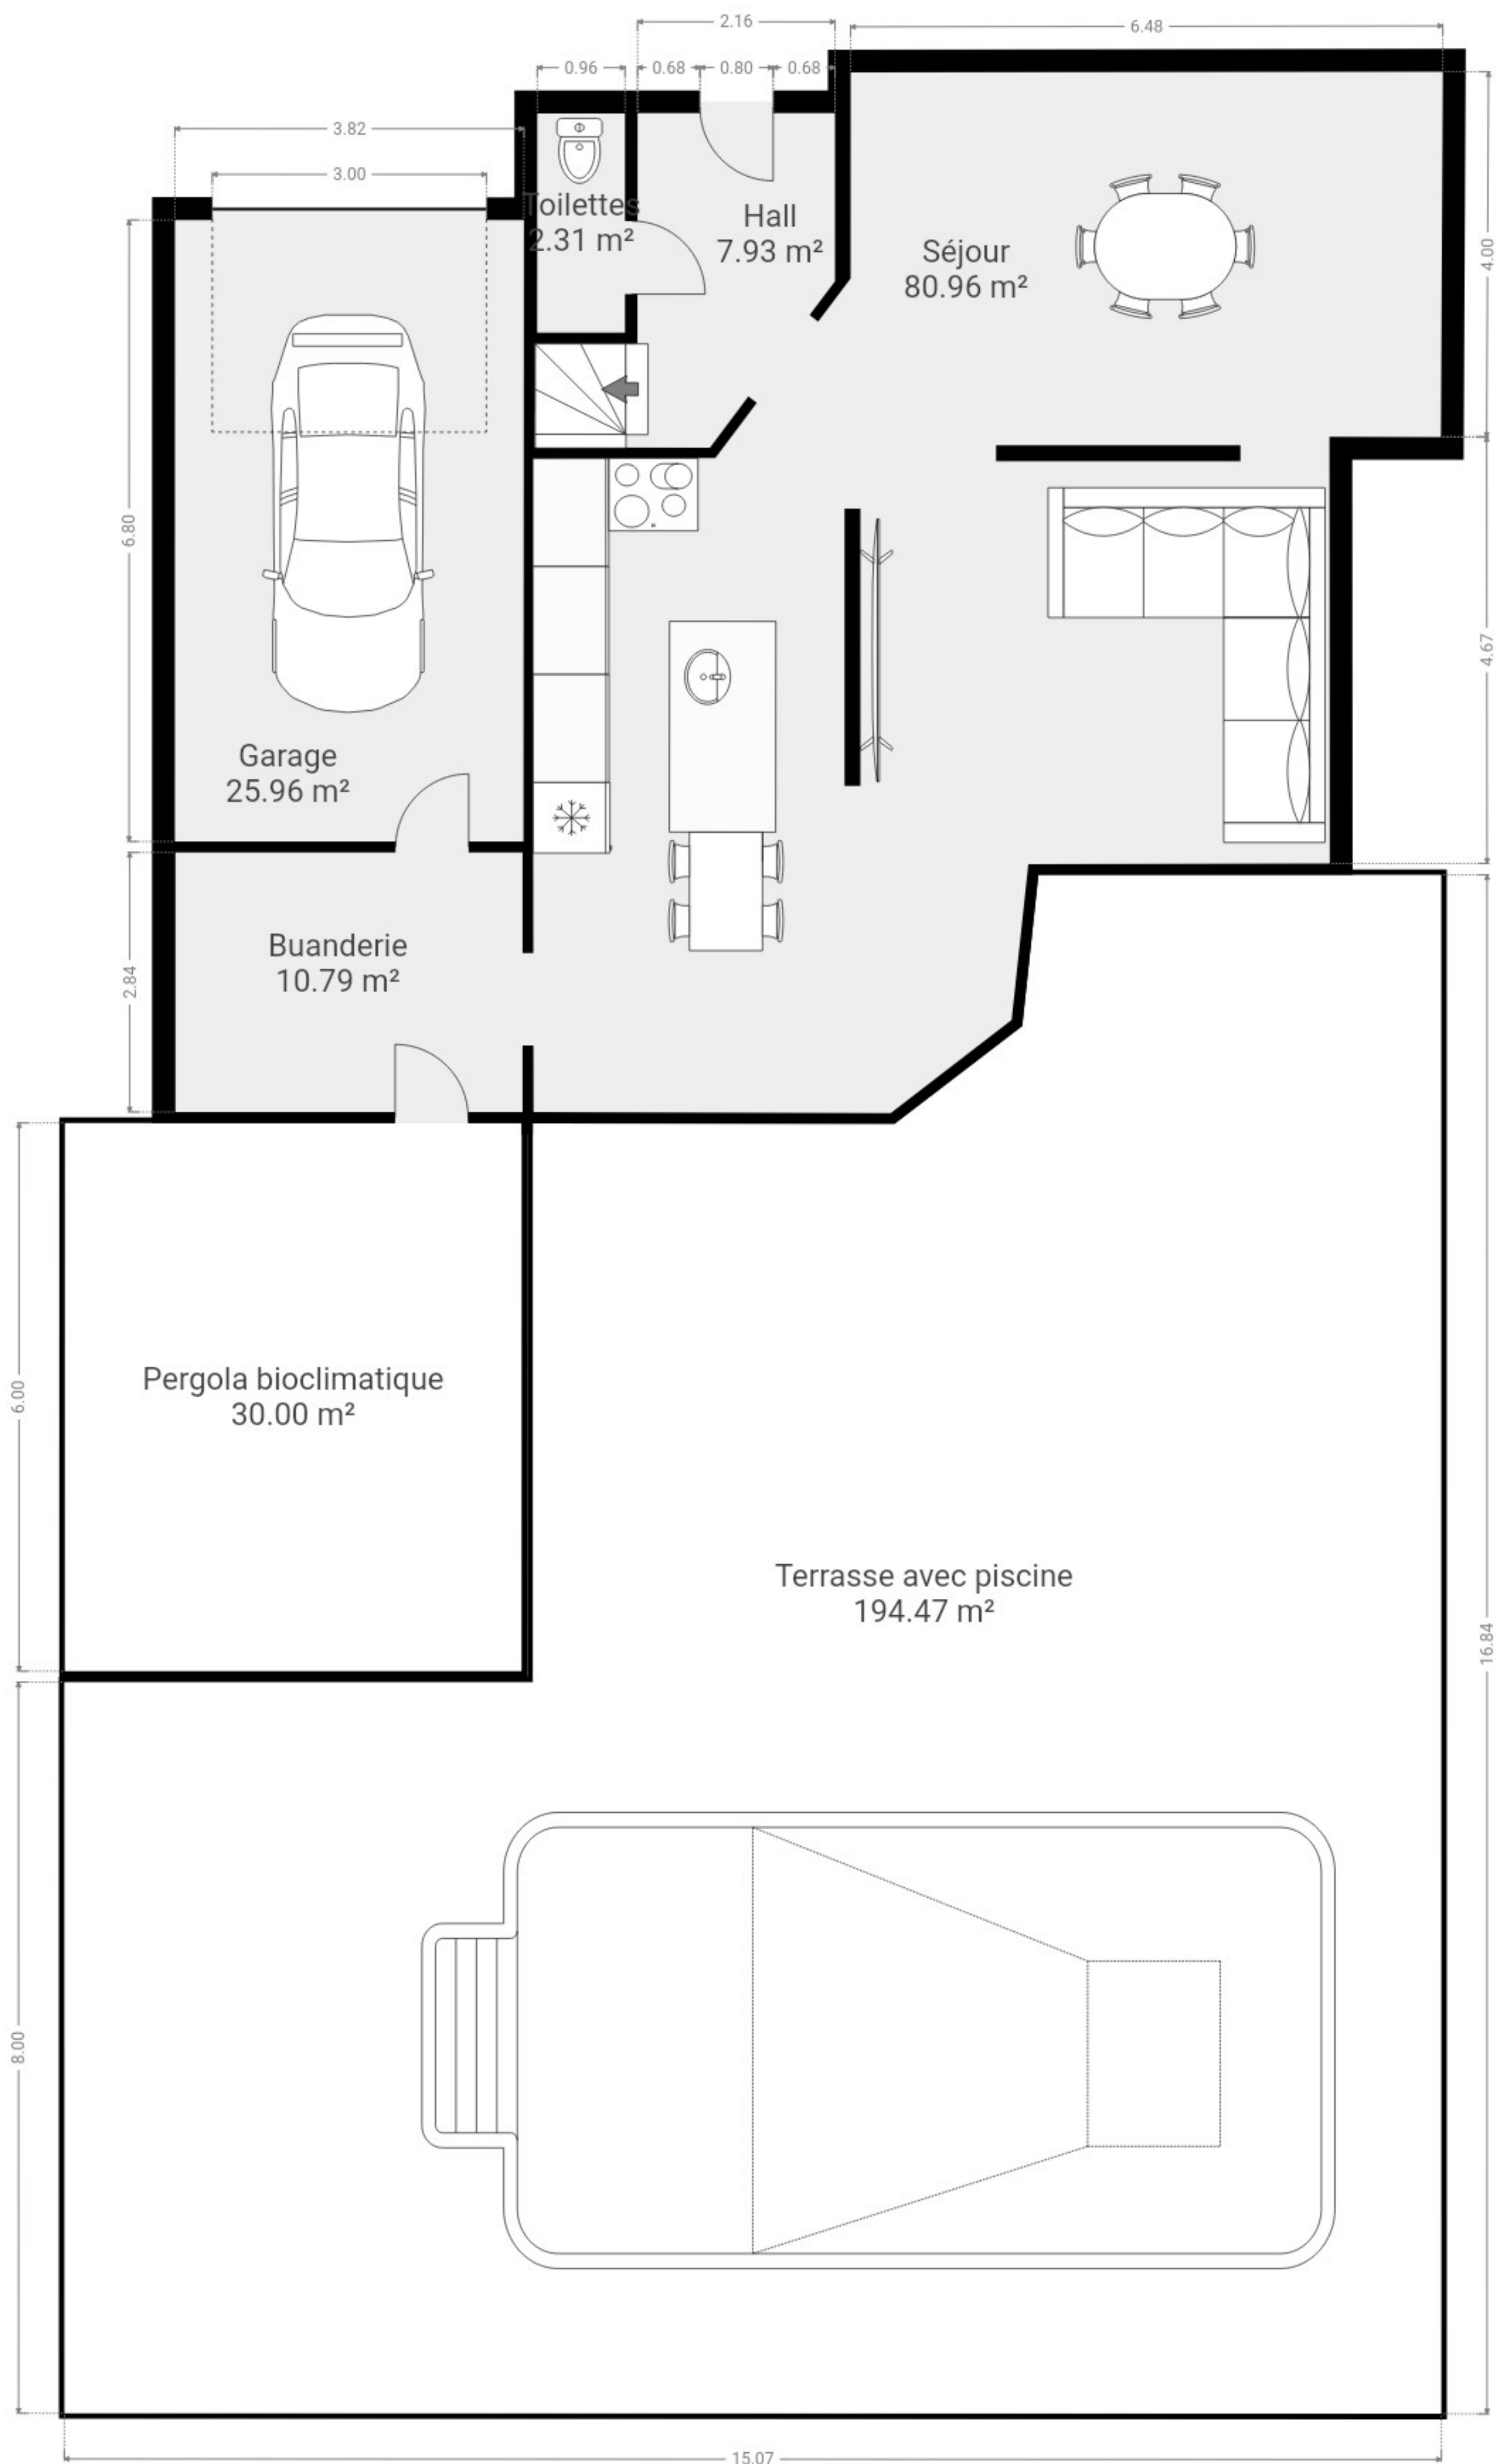 2.16
6.48
0.96
0.68
0.80
0.68
3.82
3.00
Toilettes
2.31 m²
Hall
7.93 m²
Séjour
80.96 m²
4.00
6.80
4.67
Garage
25.96 m²
Buanderie
10.79 m²
2.84
Pergola bioclimatique
30.00 m²
6.00
Terrasse avec piscine
194.47 m²
16.84
8.00
15.07